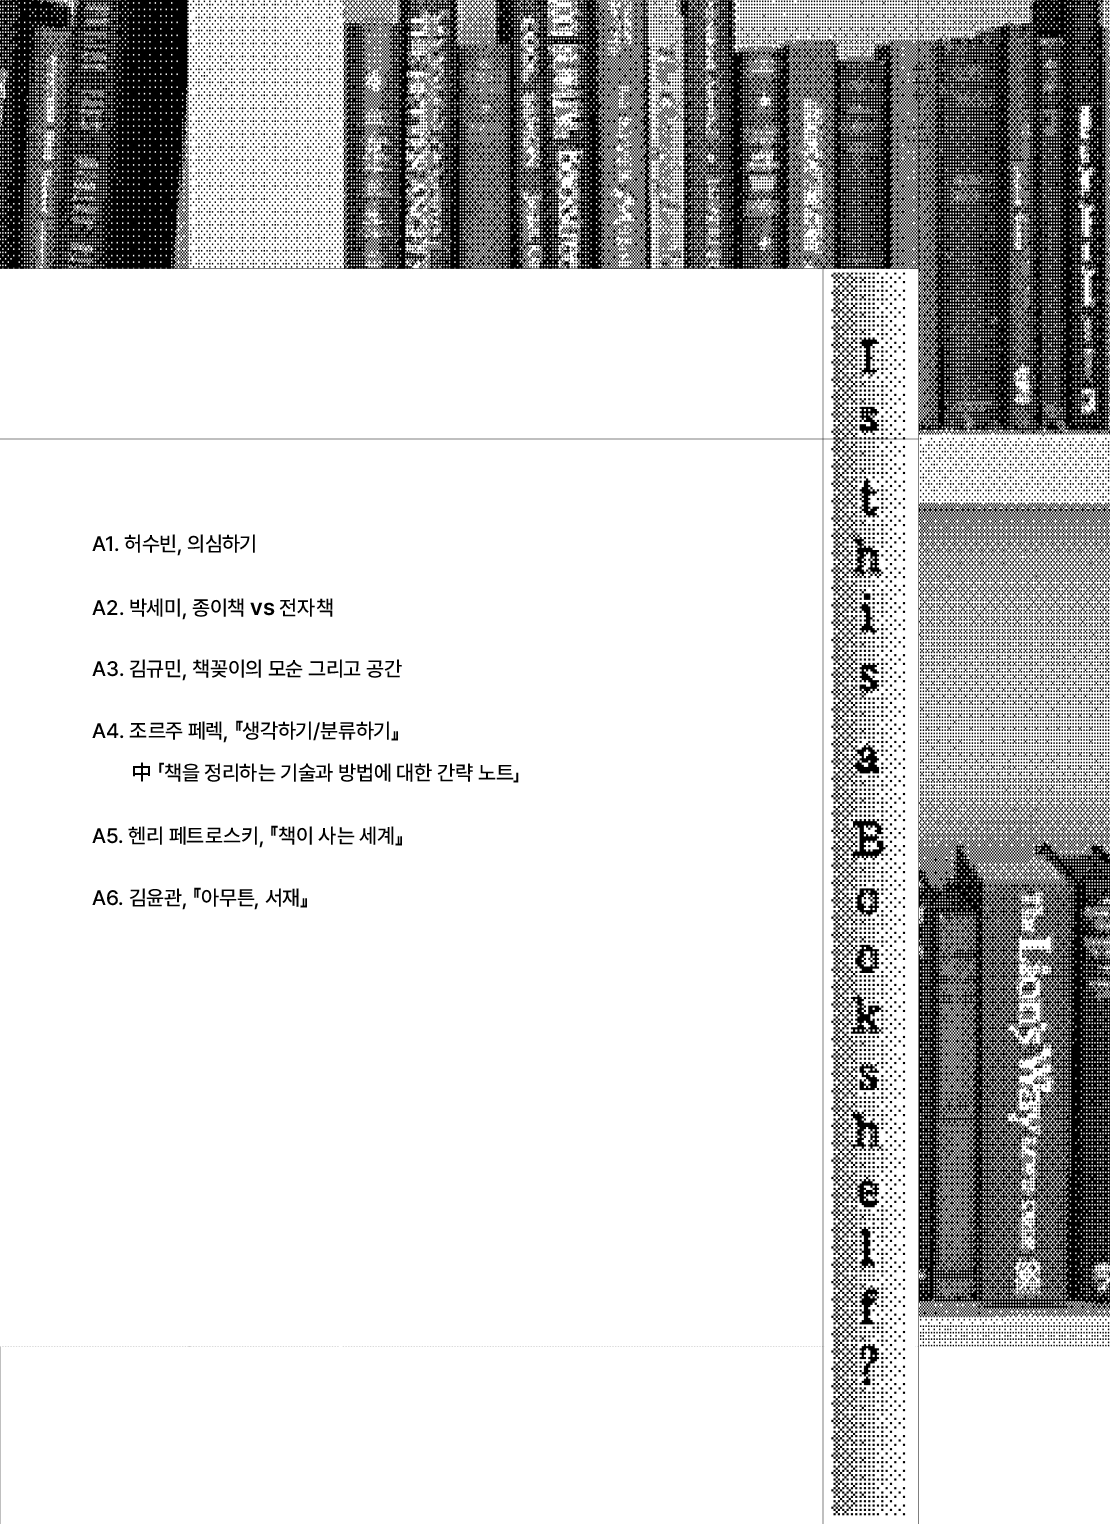 A1. 허수빈, 의심하기
A2. 박세미, 종이책 vs 전자책
A3. 김규민, 책꽂이의 모순 그리고 공간
A4. 조르주 페렉, 『생각하기/분류하기』
中 「책을 정리하는 기술과 방법에 대한 간략 노트」
A5. 헨리 페트로스키, 『책이 사는 세계』
A6. 김윤관, 『아무튼, 서재』
Is this a Bookshelf?
The Lion's Way